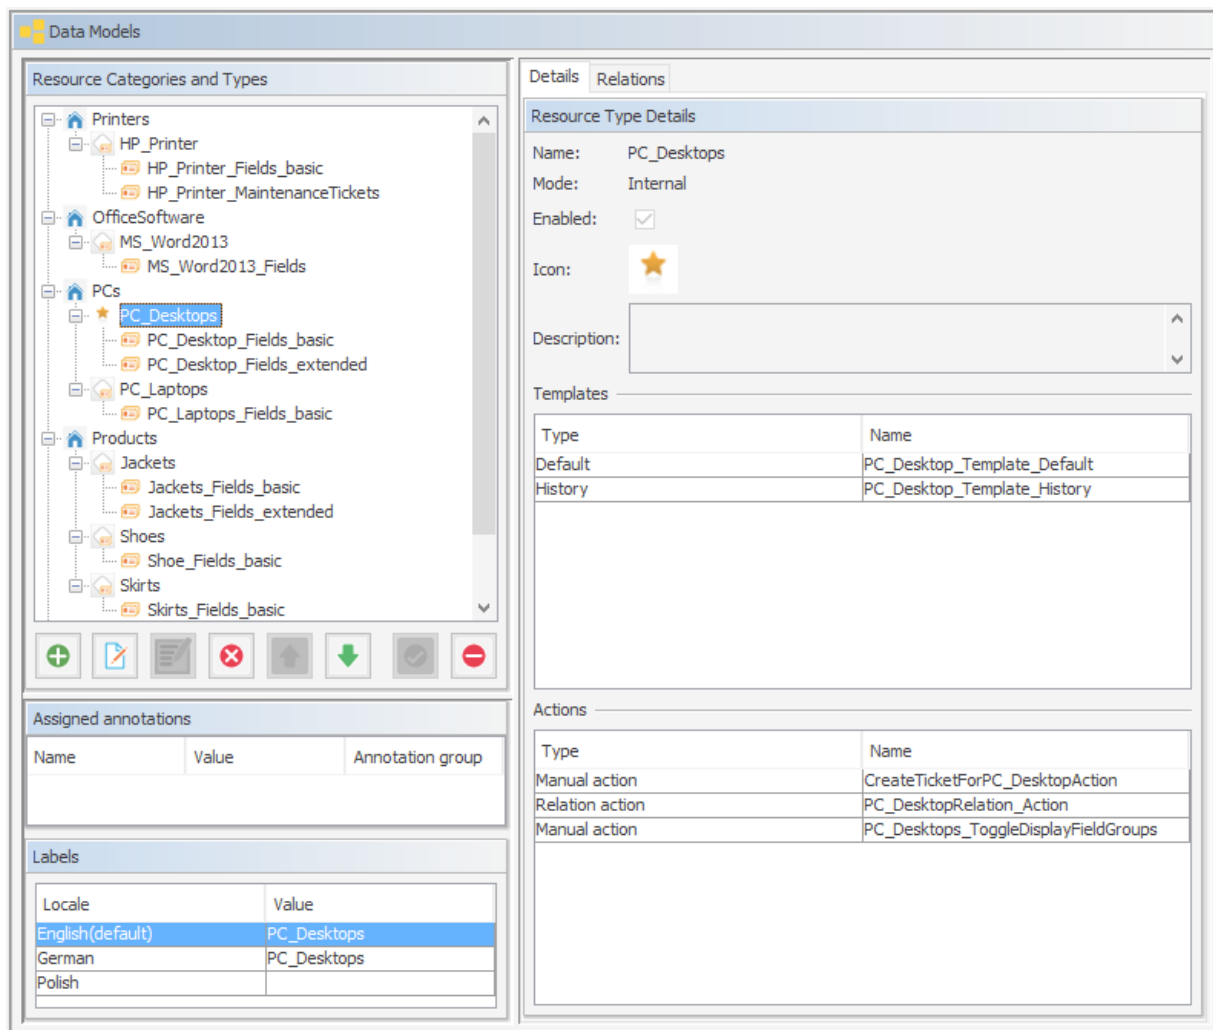 Data Models
Resource Categories and Types
Printers
HP_Printer
HP_Printer_Fields_basic
HP_Printer_MaintenanceTickets
OfficeSoftware
MS_Word2013
MS_Word2013_Fields
PCs
PC_Desktops
PC_Desktop_Fields_basic
PC_Desktop_Fields_extended
PC_Laptops
PC_Laptops_Fields_basic
Products
Jackets
Jackets_Fields_basic
Jackets_Fields_extended
Shoes
Shoe_Fields_basic
Skirts
Skirts_Fields_basic
Assigned annotations
Name Value Annotation group
Labels
Locale Value
English(default) PC_Desktops
German PC_Desktops
Polish
Details Relations
Resource Type Details
Name: PC_Desktops
Mode: Internal
Enabled:
Icon:
Description:
Templates
Type Name
Default PC_Desktop_Template_Default
History PC_Desktop_Template_History
Actions
Type Name
Manual action CreateTicketForPC_DesktopAction
Relation action PC_DesktopRelation_Action
Manual action PC_Desktops_ToggleDisplayFieldGroups